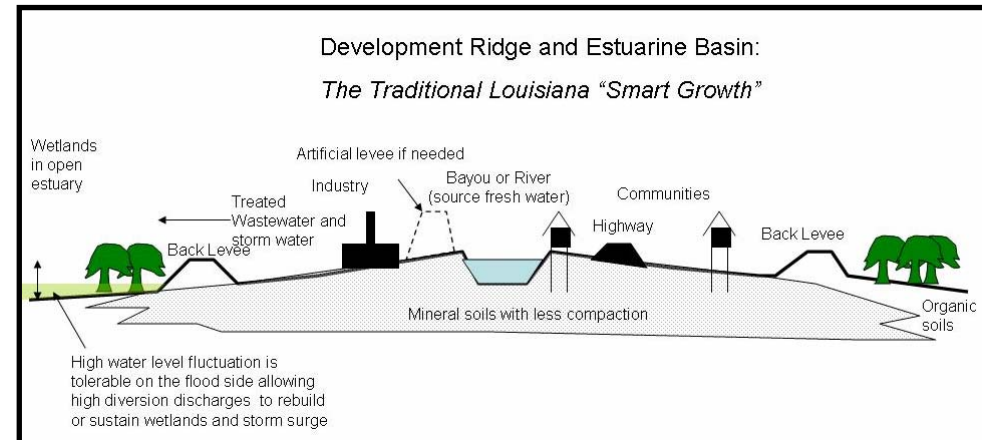 Development Ridge and Estuarine Basin:
The Traditional Louisiana "Smart Growth"
Wetlands
in open
estuary
Artificial levee if needed
Industry
Bayou or River
(source fresh water)
Communities
Treated
Wastewater and
storm water
Back Levee
Highway
Back Levee
Mineral soils with less compaction
Organic
soils
High water level fluctuation is
tolerable on the flood side allowing
high diversion discharges to rebuild
or sustain wetlands and storm surge